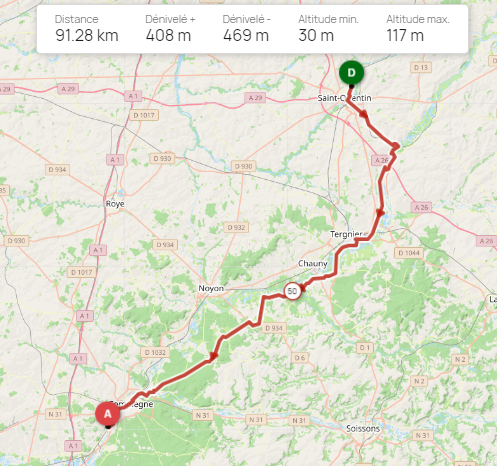 Distance
91.28 km
Dénivelé +
408 m
Dénivelé -
469 m
Altitude min.
30 m
Altitude max.
117 m
D
D 13
A 29
A 1
A 29
Saint-Quentin
D 1017
D 934
A 1
D 930
D 930
A 26
Roye
A 26
D 932
D 930
D 934
Tergnier
A 1
D 1044
A 26
Chauny
D 1017
Noyon
50
D 934
A 1
D 1032
D 6
N 2
N 2
A
N 31
N 31
N 31
Soissons
A 1